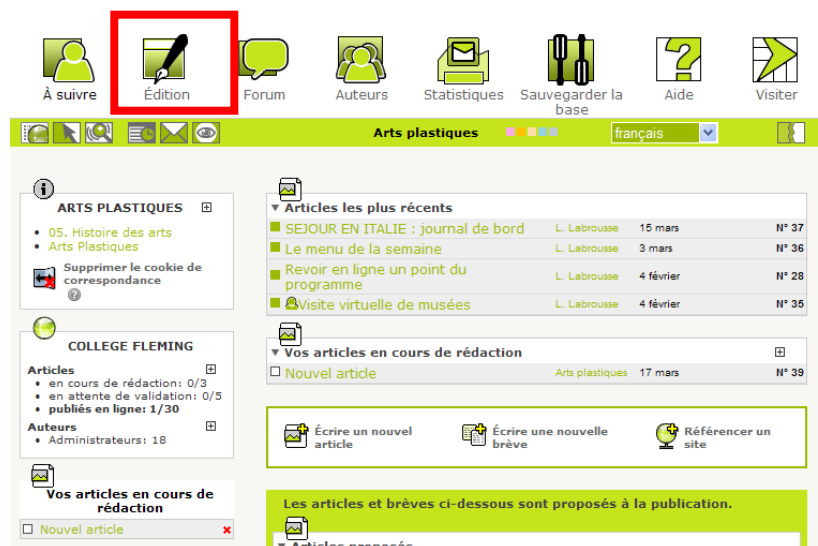 À suivre Édition Forum Auteurs Statistiques Sauvegarder la base Aide Visiter
Arts plastiques français
ARTS PLASTIQUES
05. Histoire des arts
Arts Plastiques
Supprimer le cookie de
correspondance
COLLEGE FLEMING
Articles
en cours de rédaction: 0/3
en attente de validation: 0/5
publiés en ligne: 1/30
Auteurs
Administrateurs: 18
Vos articles en cours de
rédaction
Nouvel article
Articles les plus récents
SEJOUR EN ITALIE : journal de bord L. Labrousse 15 mars N° 37
Le menu de la semaine L. Labrousse 3 mars N° 36
Revoir en ligne un point du
programme L. Labrousse 4 février N° 28
Visite virtuelle de musées L. Labrousse 4 février N° 35
Vos articles en cours de rédaction
Nouvel article Arts plastiques 17 mars N° 39
Écrire un nouvel
article
Écrire une nouvelle
brève
Référencer un
site
Les articles et brèves ci-dessous sont proposés à la publication.
Articles proposés